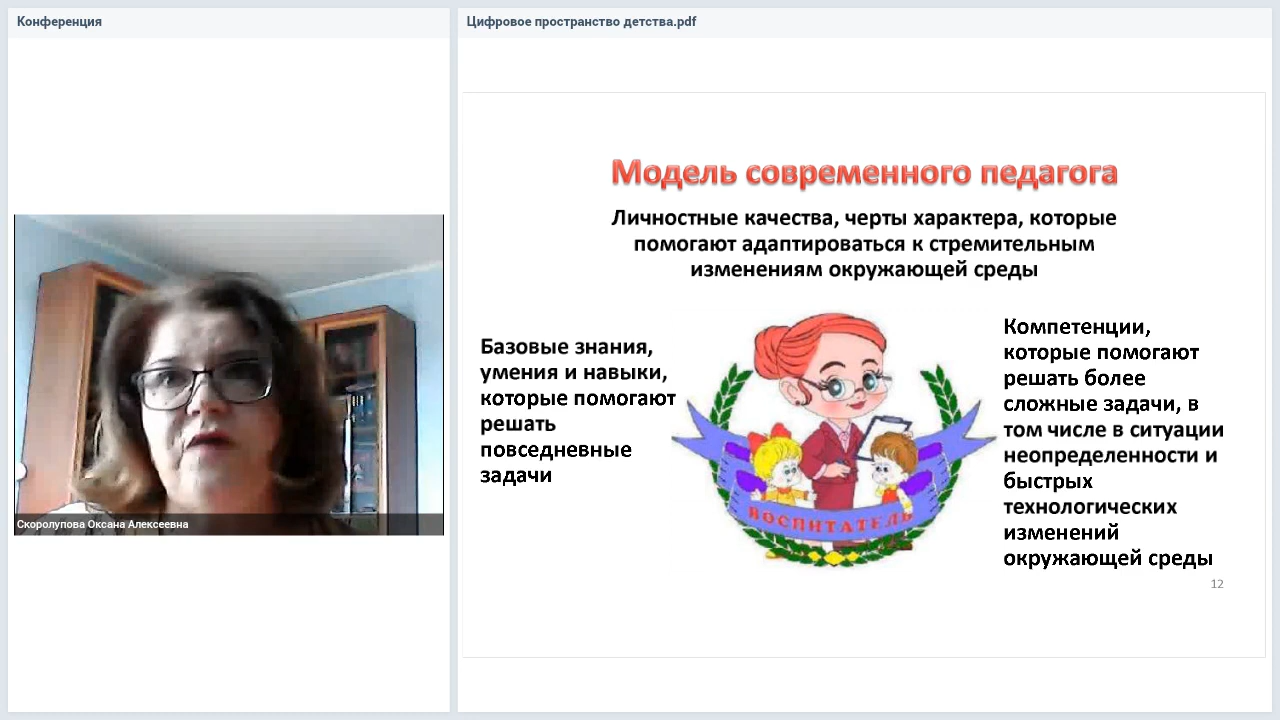 Конференция
Цифровое пространство детства.pdf
Скоролупова Оксана Алексеевна
Модель современного педагога
Личностные качества, черты характера, которые
помогают адаптироваться к стремительным
изменениям окружающей среды
Базовые знания,
умения и навыки,
которые помогают
решать
повседневные
задачи
ВОСПИТАТЕЛЬ
Компетенции,
которые помогают
решать более
сложные задачи, в
том числе в ситуации
неопределенности и
быстрых
технологических
изменений
окружающей среды
12